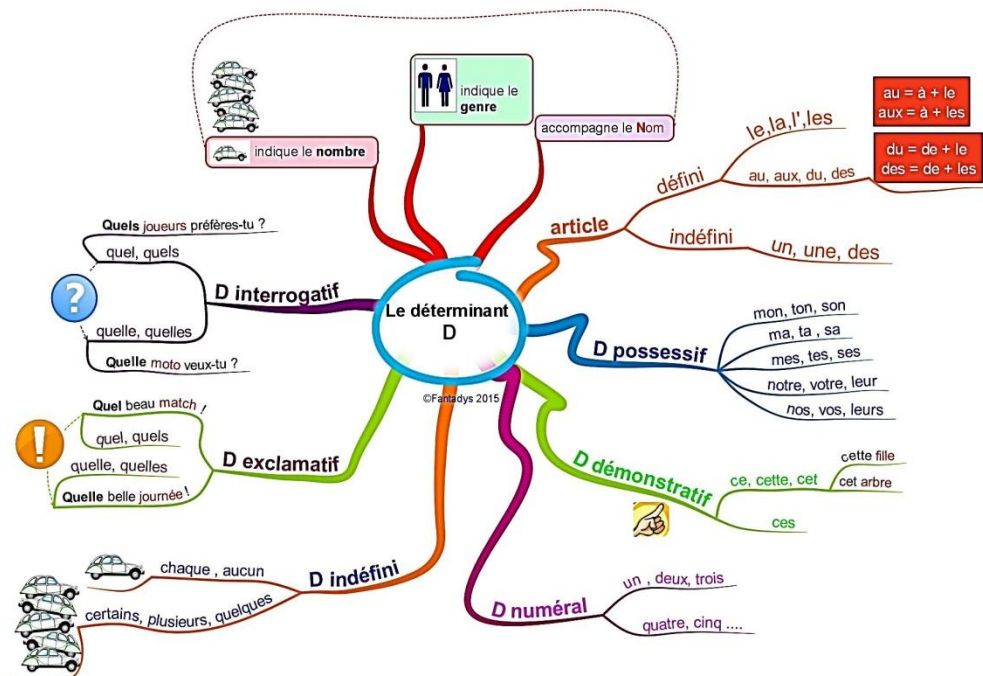 Le déterminant
D
©Fantadys 2015
indique le nombre
indique le
genre
accompagne le Nom
article
défini
le,la,l',les
au, aux, du, des
au = à + le
aux = à + les
du = de + le
des = de + les
indéfini
un, une, des
D possessif
mon, ton, son
ma, ta , sa
mes, tes, ses
notre, votre, leur
nos, vos, leurs
D démonstratif
ce, cette, cet
cette fille
cet arbre
ces
D numéral
un , deux, trois
quatre, cinq ....
D indéfini
chaque , aucun
certains, plusieurs, quelques
D exclamatif
Quel beau match !
quel, quels
quelle, quelles
Quelle belle journée !
!
D interrogatif
Quels joueurs préfères-tu ?
quel, quels
?
quelle, quelles
Quelle moto veux-tu ?